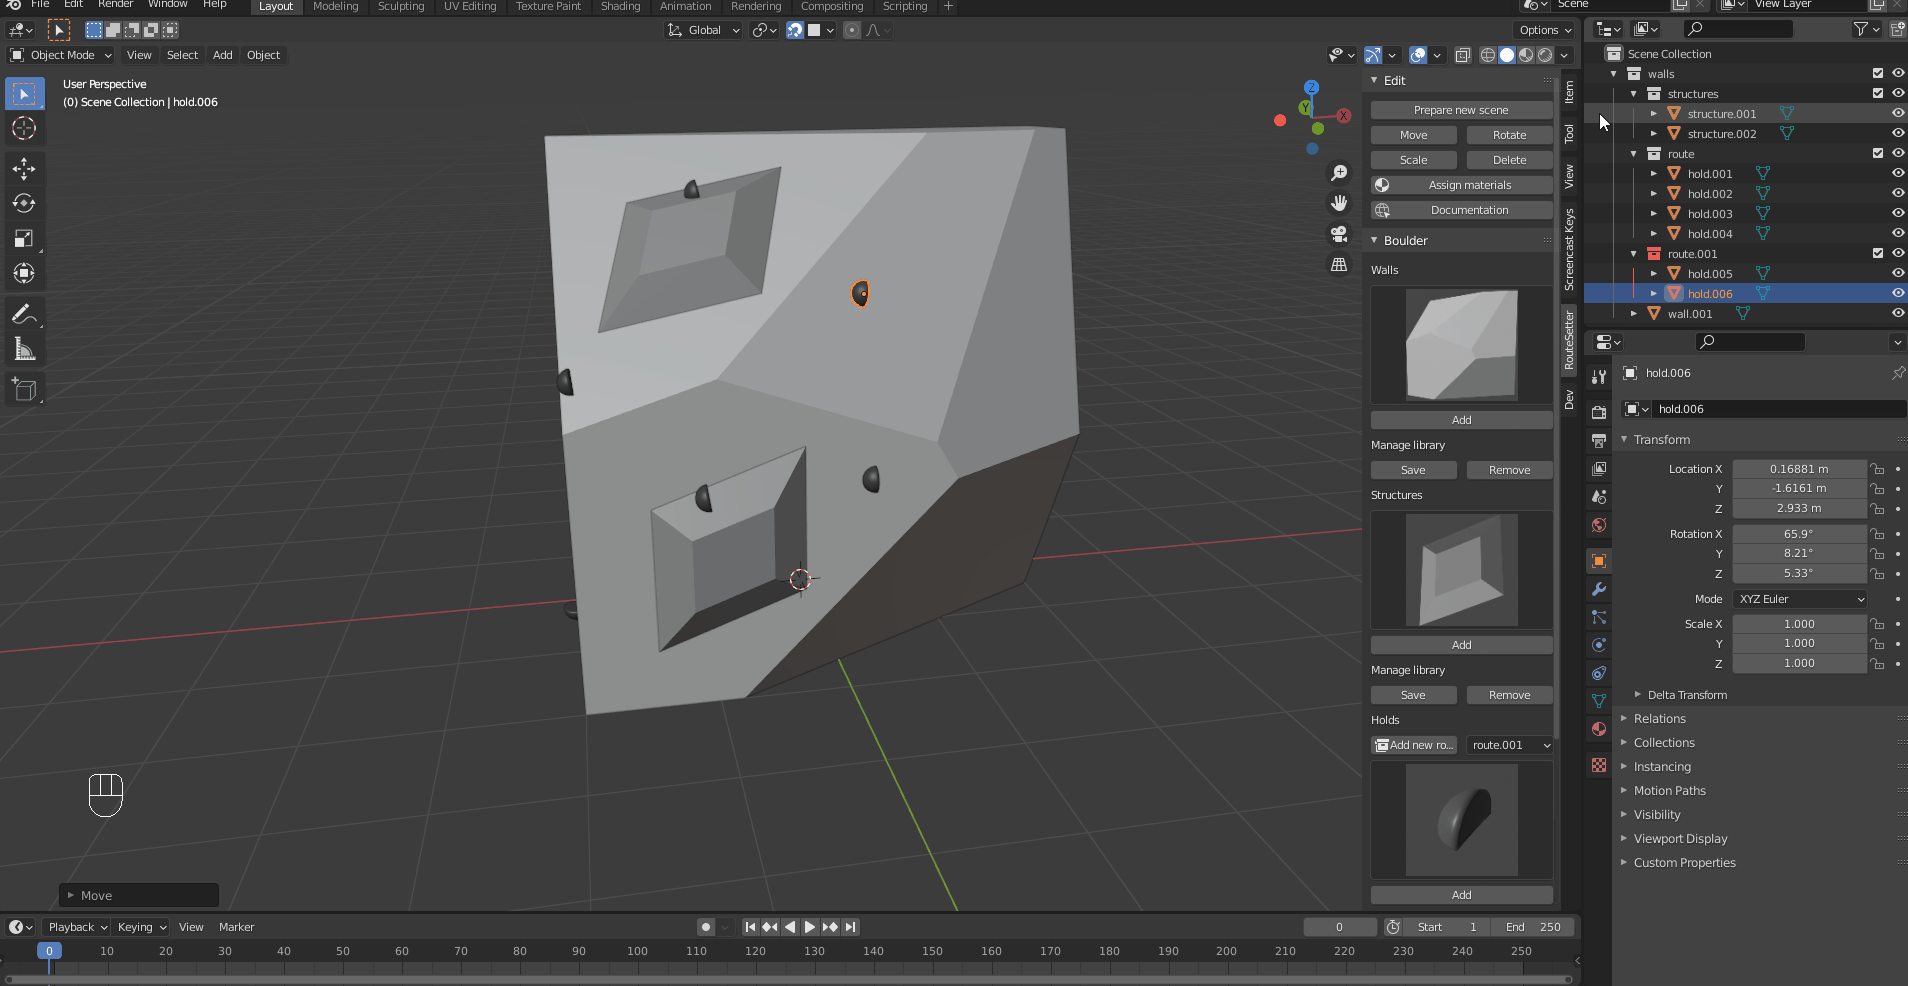 File Edit Render Window Help
Layout Modeling Sculpting UV Editing Texture Paint Shading Animation Rendering Compositing Scripting +
Scene View Layer
Global Options
Object Mode View Select Add Object
User Perspective
(0) Scene Collection | hold.006
Z
Y
X
Move
Edit
Prepare new scene
Move Rotate
Scale Delete
Assign materials
Documentation
Boulder
Walls
Add
Manage library
Save Remove
Structures
Add
Manage library
Save Remove
Holds
Add new ro... route.001
Add
Item
Tool
View
Screencast Keys
RouteSetter
Dev
Scene Collection
walls
structures
structure.001
structure.002
route
hold.001
hold.002
hold.003
hold.004
route.001
hold.005
hold.006
wall.001
hold.006
hold.006
Transform
Location X 0.16881 m
Y -1.6161 m
Z 2.933 m
Rotation X 65.9°
Y 8.21°
Z 5.33°
Mode XYZ Euler
Scale X 1.000
Y 1.000
Z 1.000
Delta Transform
Relations
Collections
Instancing
Motion Paths
Visibility
Viewport Display
Custom Properties
Playback Keying View Marker
0 Start 1 End 250
0 10 20 30 40 50 60 70 80 90 100 110 120 130 140 150 160 170 180 190 200 210 220 230 240 250